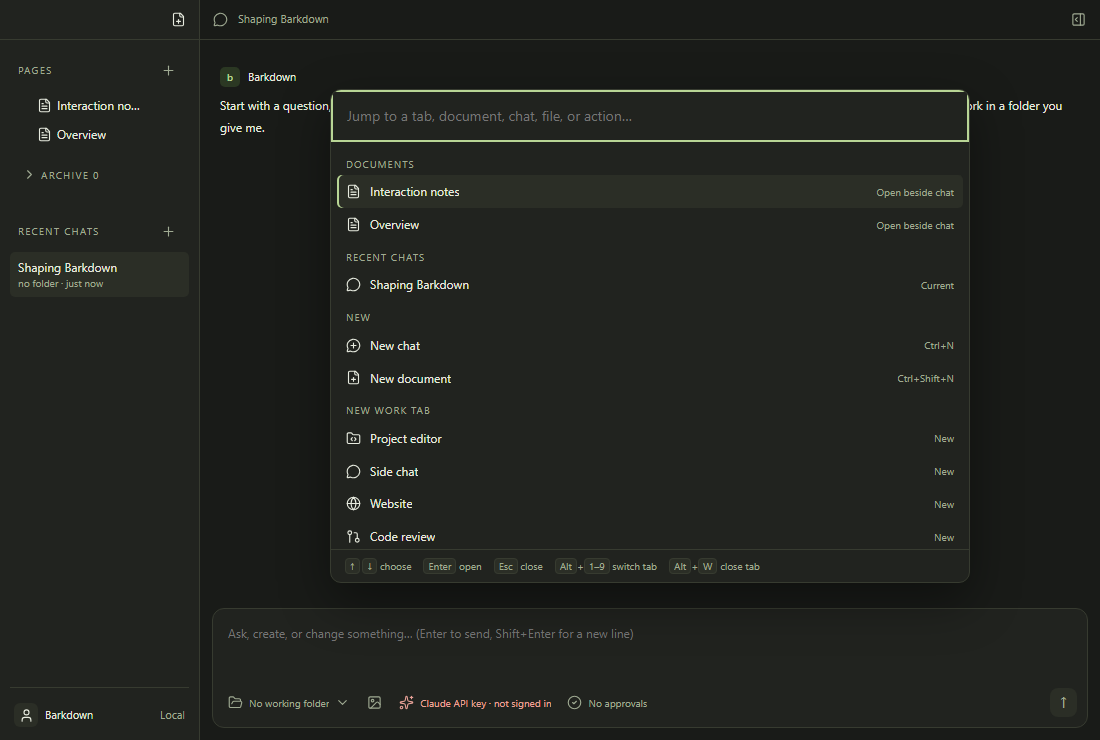 Shaping Barkdown
PAGES
Interaction no...
Overview
ARCHIVE 0
RECENT CHATS
Shaping Barkdown
no folder · just now
Barkdown
Local
b Barkdown
Start with a question,
ork in a folder you
give me.
Jump to a tab, document, chat, file, or action...
DOCUMENTS
Interaction notes Open beside chat
Overview Open beside chat
RECENT CHATS
Shaping Barkdown Current
NEW
New chat Ctrl+N
New document Ctrl+Shift+N
NEW WORK TAB
Project editor New
Side chat New
Website New
Code review New
↑ ↓ choose Enter open Esc close Alt + 1–9 switch tab Alt + W close tab
Ask, create, or change something... (Enter to send, Shift+Enter for a new line)
No working folder Claude API key · not signed in No approvals